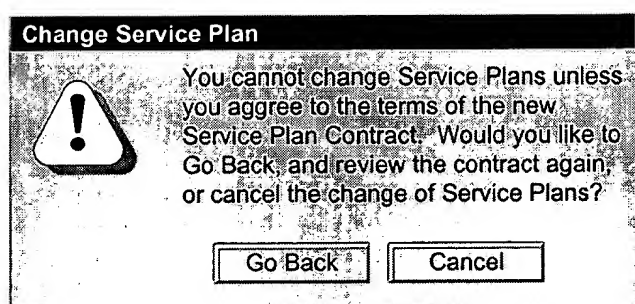 Change Service Plan
You cannot change Service Plans unless
you aggree to the terms of the new
Service Plan Contract. Would you like to
Go Back, and review the contract again,
or cancel the change of Service Plans?
Go Back Cancel